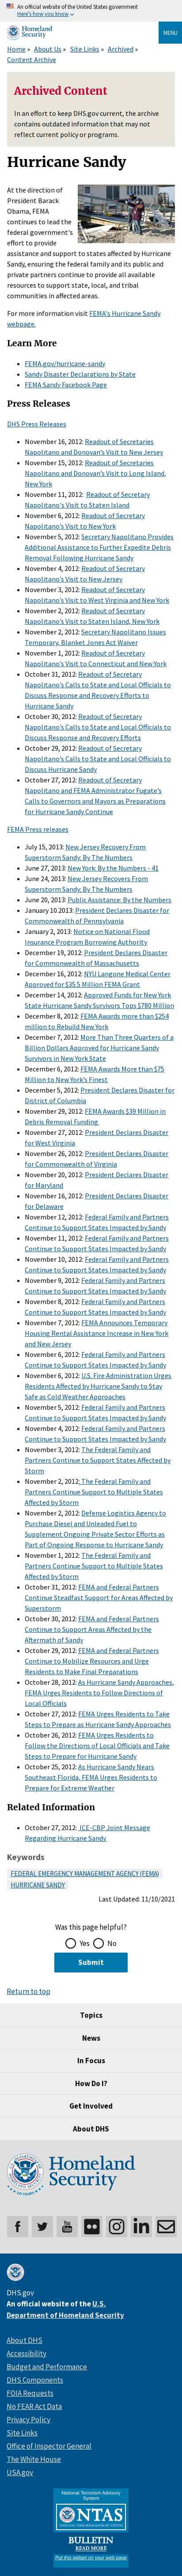 An official website of the United States government
Here's how you know
Homeland
Security
MENU
Home » About Us » Site Links » Archived »
Content Archive
Archived Content
In an effort to keep DHS.gov current, the archive
contains outdated information that may not
reflect current policy or programs.
Hurricane Sandy
At the direction of
President Barack
Obama, FEMA
continues to lead the
government's efforts to
help those affected by
Hurricane Sandy, and
all partners continue working to provide available
resources to support state, local, tribal, territorial
and individual needs.
For more information visit FEMA's Hurricane Sandy
webpage.
Learn More
FEMA.gov/hurricane-sandy
Sandy Disaster Declarations by State
FEMA Sandy Facebook Page
Press Releases
DHS Press Releases
November 16, 2012: Readout of Secretaries
Napolitano and Donovan's Visit to New Jersey
November 15, 2012: Readout of Secretaries
Napolitano and Donovan's Visit to Long Island,
New York
November 11, 2012: Readout of Secretary
Napolitano's Visit to Staten Island
November 6, 2012: Readout of Secretary
Napolitano's Visit to New York
November 5, 2012: Secretary Napolitano Provides
Additional Assistance to Further Expedite Debris
Removal Following Hurricane Sandy
November 4, 2012: Readout of Secretary
Napolitano's Visit to New Jersey
November 3, 2012: Readout of Secretary
Napolitano's Visit to West Virginia and New York
November 2, 2012: Readout of Secretary
Napolitano's Visit to Staten Island, New York
November 2, 2012: Secretary Napolitano Issues
Temporary, Blanket Jones Act Waiver
November 1, 2012: Readout of Secretary
Napolitano's Visit to Connecticut and New York
October 31, 2012: Readout of Secretary
Napolitano's Calls to State and Local Officials to
Discuss Response and Recovery Efforts to
Hurricane Sandy
October 30, 2012: Readout of Secretary
Napolitano's Calls to State and Local Officials to
Discuss Response and Recovery Efforts
October 29, 2012: Readout of Secretary
Napolitano's Calls to State and Local Officials to
Discuss Hurricane Sandy
October 27, 2012: Readout of Secretary
Napolitano and FEMA Administrator Fugate's
Calls to Governors and Mayors as Preparations
for Hurricane Sandy Continue
FEMA Press releases
July 15, 2013: New Jersey Recovery From
Superstorm Sandy: By The Numbers
June 27, 2013: New York: By the Numbers - 41
June 24, 2013: New Jersey Recovers From
Superstorm Sandy: By The Numbers
June 5, 2013: Public Assistance: By the Numbers
January 10.2013: President Declares Disaster for
Commonwealth of Pennsylvania
January 2, 2013: Notice on National Flood
Insurance Program Borrowing Authority
December 19, 2012: President Declares Disaster
for Commonwealth of Massachusetts
December 16, 2012: NYU Langone Medical Center
Approved for $35.5 Million FEMA Grant
December 14, 2012: Approved Funds for New York
State Hurricane Sandy Survivors Tops $780 Million
December 8, 2012: FEMA Awards more than $254
million to Rebuild New York
December 7, 2012: More Than Three Quarters of a
Billion Dollars Approved for Hurricane Sandy
Survivors in New York State
December 6, 2012: FEMA Awards More than $75
Million to New York's Finest
December 5, 2012: President Declares Disaster for
District of Columbia
November 29, 2012: FEMA Awards $39 Million in
Debris Removal Funding
November 27, 2012: President Declares Disaster
for West Virginia
November 26, 2012: President Declares Disaster
for Commonwealth of Virginia
November 20, 2012: President Declares Disaster
for Maryland
November 16, 2012: President Declares Disaster
for Delaware
November 12, 2012: Federal Family and Partners
Continue to Support States Impacted by Sandy
November 11, 2012: Federal Family and Partners
Continue to Support States Impacted by Sandy
November 10, 2012: Federal Family and Partners
Continue to Support States Impacted by Sandy
November 9, 2012: Federal Family and Partners
Continue to Support States Impacted by Sandy
November 8, 2012: Federal Family and Partners
Continue to Support States Impacted by Sandy
November 7, 2012: FEMA Announces Temporary
Housing Rental Assistance Increase in New York
and New Jersey
November 6, 2012: Federal Family and Partners
Continue to Support States Impacted by Sandy
November 6, 2012: U.S. Fire Administration Urges
Residents Affected by Hurricane Sandy to Stay
Safe as Cold Weather Approaches
November 5, 2012: Federal Family and Partners
Continue to Support States Impacted by Sandy
November 4, 2012: Federal Family and Partners
Continue to Support States Impacted by Sandy
November 3, 2012: The Federal Family and
Partners Continue to Support States Affected by
Storm
November 2, 2012: The Federal Family and
Partners Continue Support to Multiple States
Affected by Storm
November 2, 2012: Defense Logistics Agency to
Purchase Diesel and Unleaded Fuel to
Supplement Ongoing Private Sector Efforts as
Part of Ongoing Response to Hurricane Sandy
November 1, 2012: The Federal Family and
Partners Continue Support to Multiple States
Affected by Storm
October 31, 2012: FEMA and Federal Partners
Continue Steadfast Support for Areas Affected by
Superstorm
October 30, 2012: FEMA and Federal Partners
Continue to Support Areas Affected by the
Aftermath of Sandy
October 29, 2012: FEMA and Federal Partners
Continue to Mobilize Resources and Urge
Residents to Make Final Preparations
October 28, 2012: As Hurricane Sandy Approaches,
FEMA Urges Residents to Follow Directions of
Local Officials
October 27, 2012: FEMA Urges Residents to Take
Steps to Prepare as Hurricane Sandy Approaches
October 26, 2012: FEMA Urges Residents to
Follow the Direction of Local Officials and Take
Steps to Prepare for Hurricane Sandy
October 25, 2012: As Hurricane Sandy Nears
Southeast Florida, FEMA Urges Residents to
Prepare for Extreme Weather
Related Information
October 27, 2012: ICE-CBP Joint Message
Regarding Hurricane Sandy
Keywords
FEDERAL EMERGENCY MANAGEMENT AGENCY (FEMA)
HURRICANE SANDY
Last Updated: 11/10/2021
Was this page helpful?
Yes No
Submit
Return to top
Topics
News
In Focus
How Do I?
Get Involved
About DHS
Homeland
Security
DHS.gov
An official website of the U.S.
Department of Homeland Security
About DHS
Accessibility
Budget and Performance
DHS Components
FOIA Requests
No FEAR Act Data
Privacy Policy
Site Links
Office of Inspector General
The White House
USA.gov
National Terrorism Advisory
System
NTAS
BULLETIN
READ MORE
Put this widget on your web page